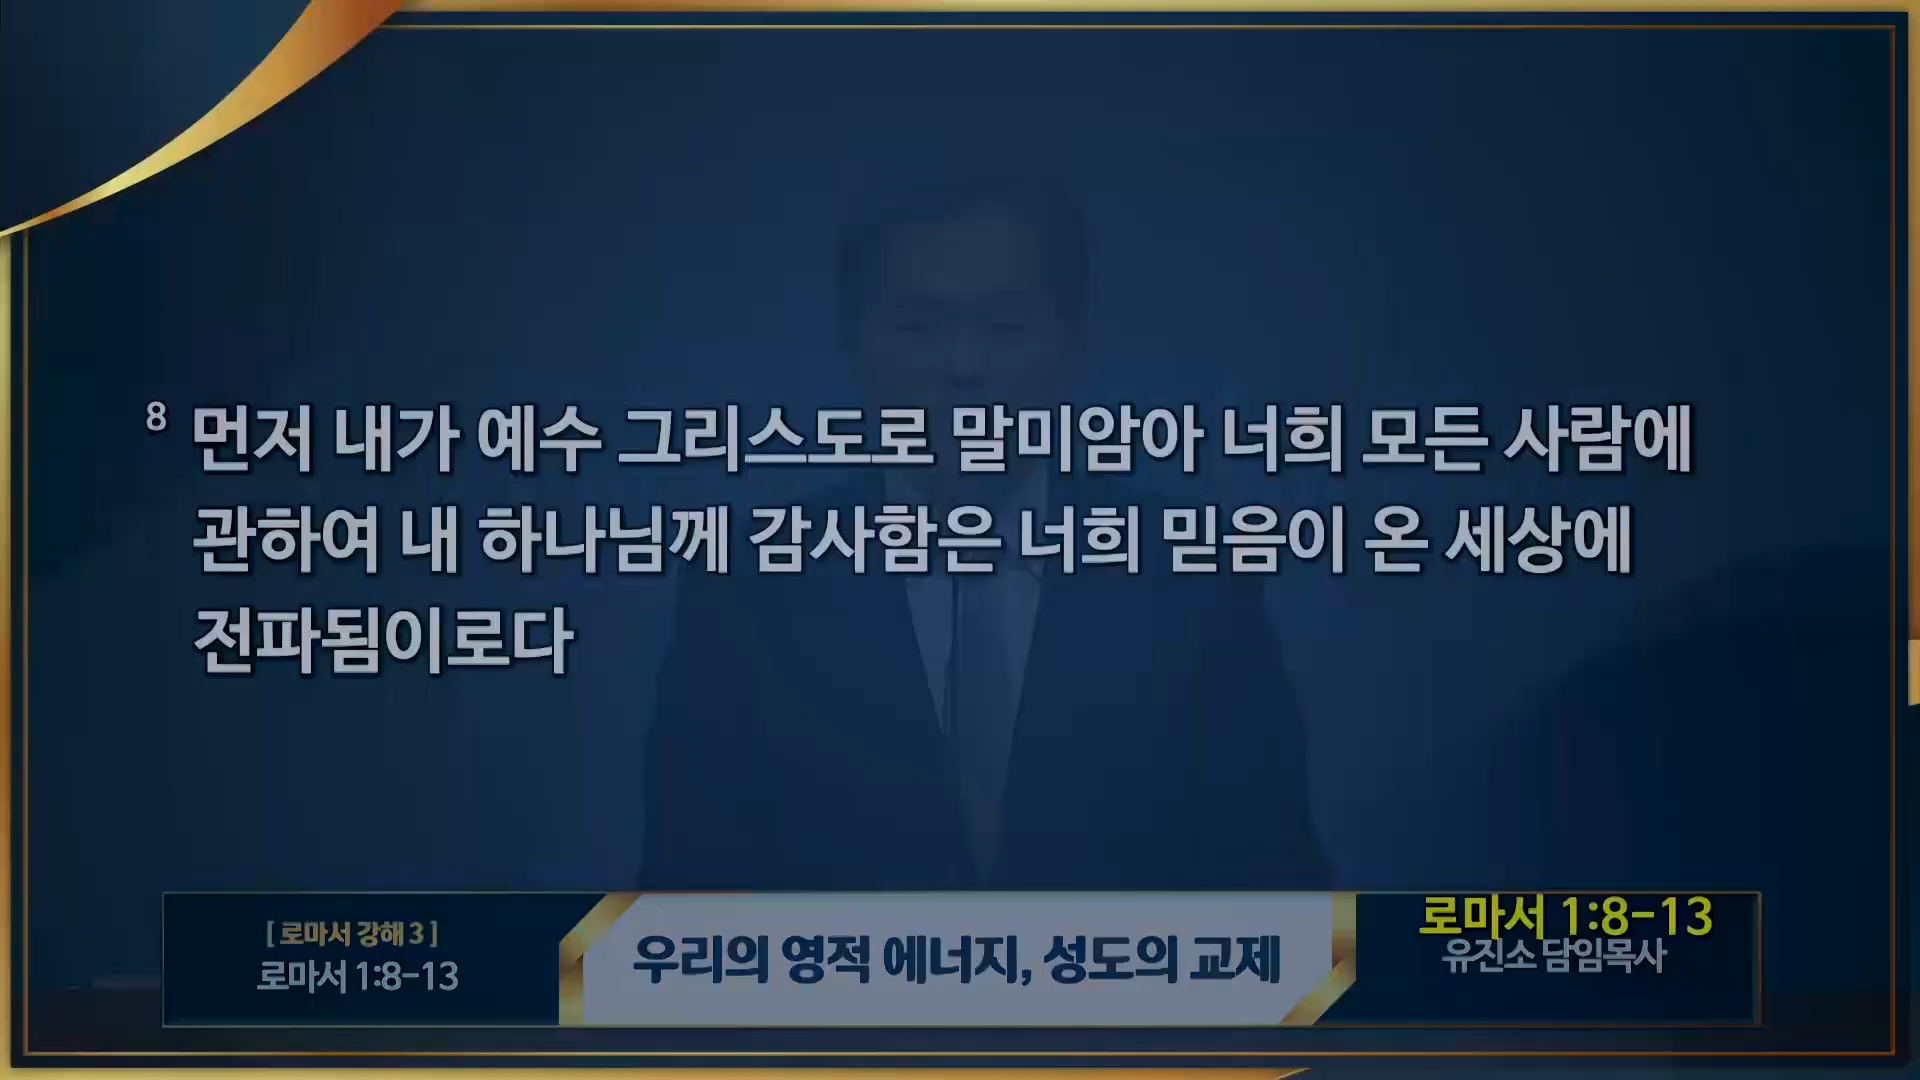 8 먼저 내가 예수 그리스도로 말미암아 너희 모든 사람에
관하여 내 하나님께 감사함은 너희 믿음이 온 세상에
전파됨이로다
[ 로마서 강해 3 ]
로마서 1:8-13
우리의 영적 에너지, 성도의 교제
로마서 1:8-13
유진소 담임목사